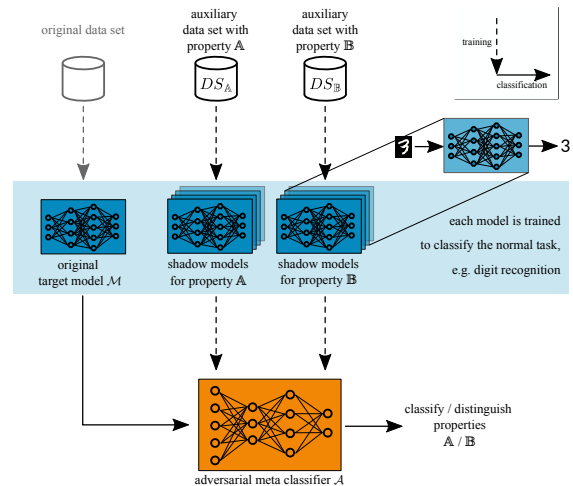 original data set
auxiliary
data set with
property 𝔸
auxiliary
data set with
property 𝔹
DS𝔸
DS𝔹
training
classification
3
3
each model is trained
to classify the normal task,
e.g. digit recognition
original
target model ℳ
shadow models
for property 𝔸
shadow models
for property 𝔹
adversarial meta classifier 𝒜
classify / distinguish
properties
𝔸 / 𝔹